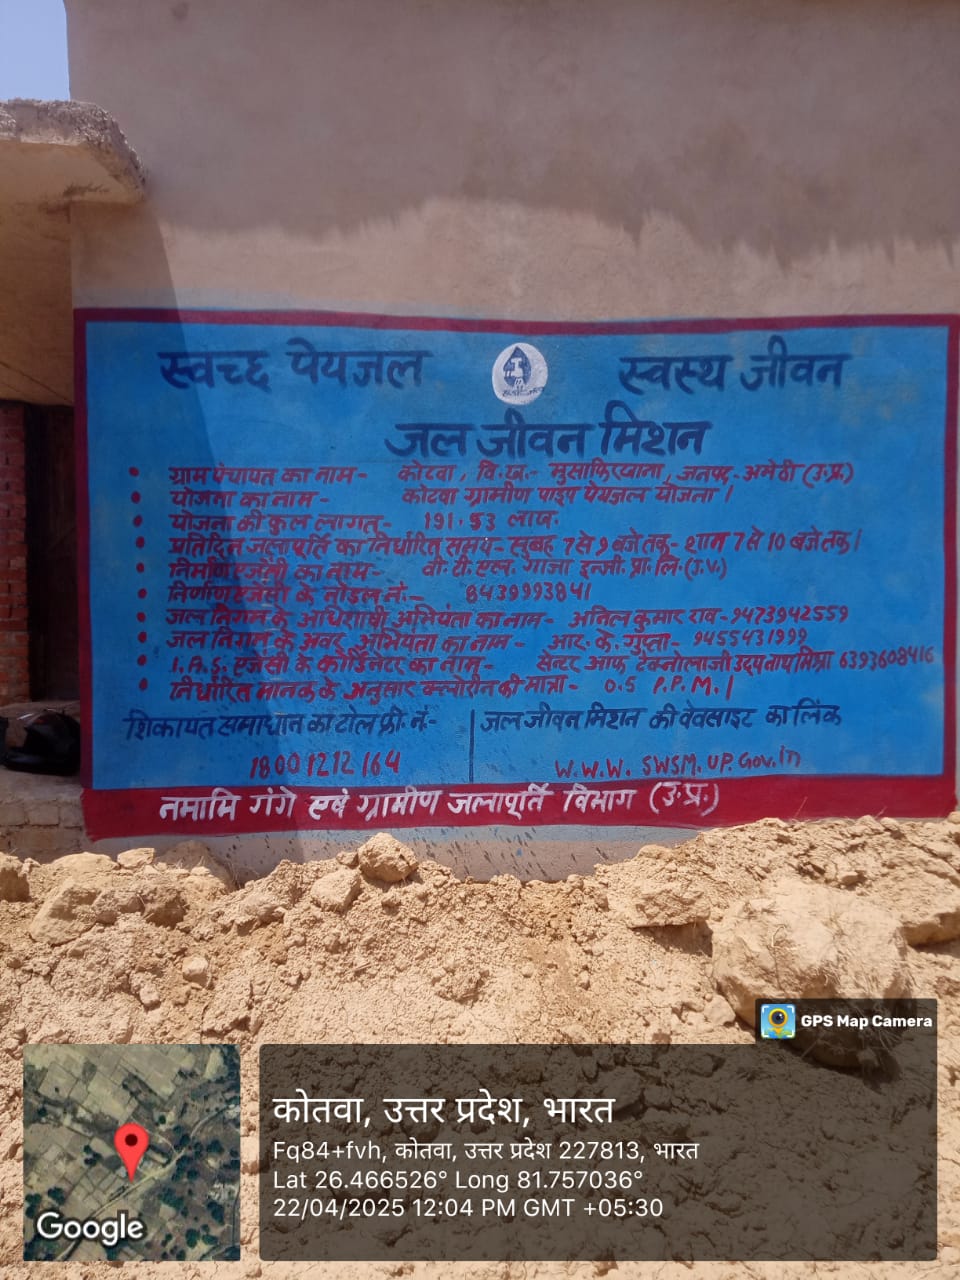 स्वच्छ पेयजल स्वस्थ जीवन
जल जीवन मिशन
• ग्राम पंचायत का नाम- कोटवा, वि.ख.- मुसाफिरखाना, जनपद- अमेठी (उ.प्र.)
• योजना का नाम- कोटवा ग्रामीण पाइप पेयजल योजना।
• योजना की कुल लागत- 191.53 लाख.
• प्रतिदिन जलापूर्ति का निर्धारित समय- सुबह 7 से 9 बजे तक- शाम 7 से 10 बजे तक।
• निर्माण एजेंसी का नाम- वी.टी.एल. गाजा इन्जी. प्रा.लि.(J.V.)
• निर्णाण एजेंसी के नोडल नं.- 8439993841
• जल निगम के अधिशाषी अभियंता का नाम- अनिल कुमार राव- 9473942559
• जल निगम के अवर अभियंता का नाम- आर. के. गुप्ता- 9455431999
• I.A.S. एजेंसी के कोर्डिनेटर का नाम- सेन्टर आफ टेक्नोलाजी उदयनाथ मिश्रा 6393608416
• निर्धारित मानक के अनुसार क्लोरीन की मात्रा- 0.5 P.P.M.।
शिकायत समाधान का टोल फ्री नं.- जल जीवन मिशन की वेवसाइट का लिंक
18001212164 W.W.W. SWSM.UP.Gov.In
नमामि गंगे एवं ग्रामीण जलापूर्ति विभाग (उ.प्र.)
GPS Map Camera
कोतवा, उत्तर प्रदेश, भारत
Fq84+fvh, कोतवा, उत्तर प्रदेश 227813, भारत
Lat 26.466526° Long 81.757036°
22/04/2025 12:04 PM GMT +05:30
Google